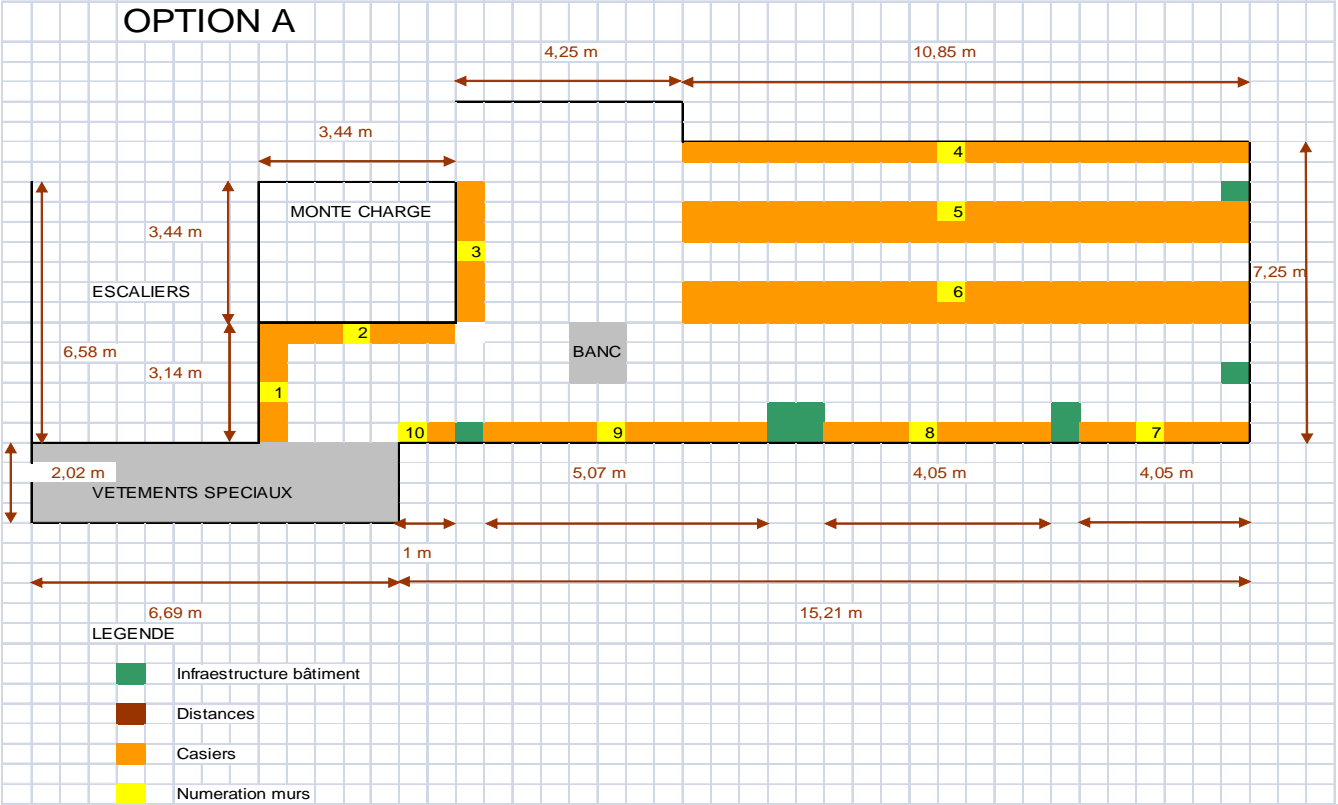 OPTION A
4,25 m
10,85 m
3,44 m
4
MONTE CHARGE
5
3,44 m
3
7,25 m
ESCALIERS
6
2
6,58 m
BANC
3,14 m
1
10
9
8
7
2,02 m
5,07 m
4,05 m
4,05 m
VETEMENTS SPECIAUX
1 m
6,69 m
15,21 m
LEGENDE
Infraestructure bâtiment
Distances
Casiers
Numeration murs